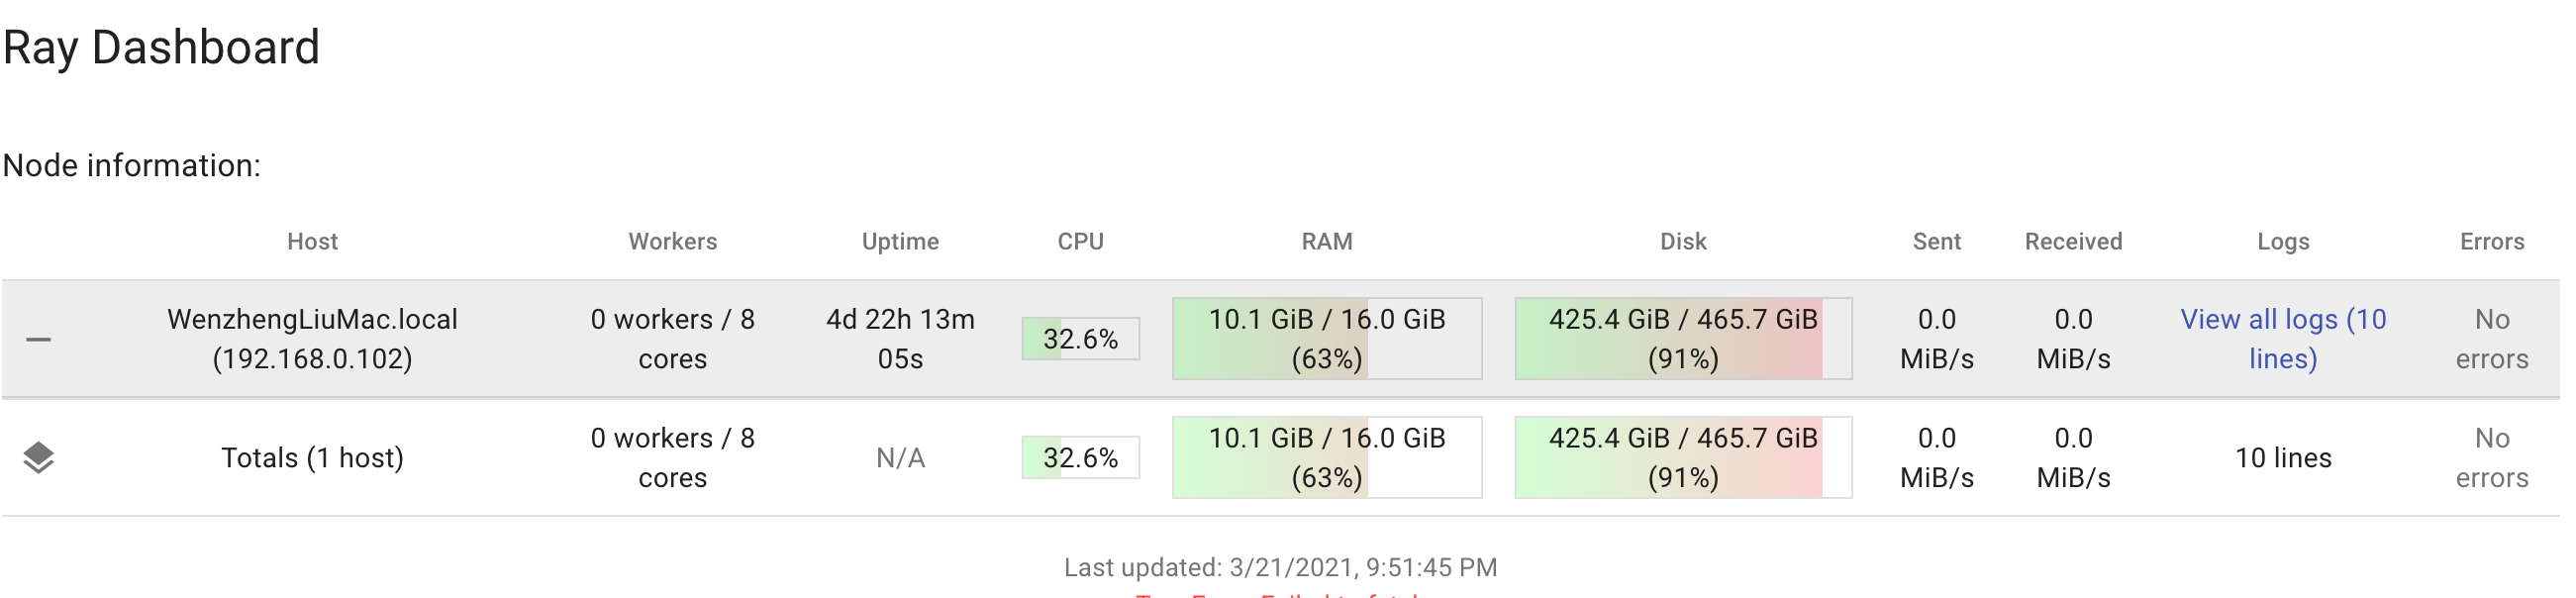 Ray Dashboard
Node information:
Host Workers Uptime CPU RAM Disk Sent Received Logs Errors
WenzhengLiuMac.local 0 workers / 8 4d 22h 13m 32.6% 10.1 GiB / 16.0 GiB 425.4 GiB / 465.7 GiB 0.0 0.0 View all logs (10 No
(192.168.0.102) cores 05s (63%) (91%) MiB/s MiB/s lines) errors
Totals (1 host) 0 workers / 8 N/A 32.6% 10.1 GiB / 16.0 GiB 425.4 GiB / 465.7 GiB 0.0 0.0 10 lines No
cores (63%) (91%) MiB/s MiB/s errors
Last updated: 3/21/2021, 9:51:45 PM